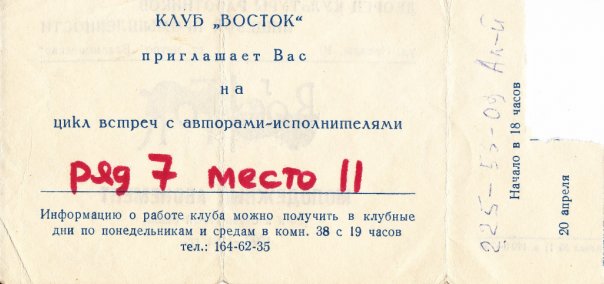 КЛУБ „ВОСТОК“
приглашает Вас
на
цикл встреч с авторами-исполнителями
ряд 7 место 11
Информацию о работе клуба можно получить в клубные
дни по понедельникам и средам в комн. 38 с 19 часов
тел.: 164-62-35
Начало в 18 часов
20 апреля